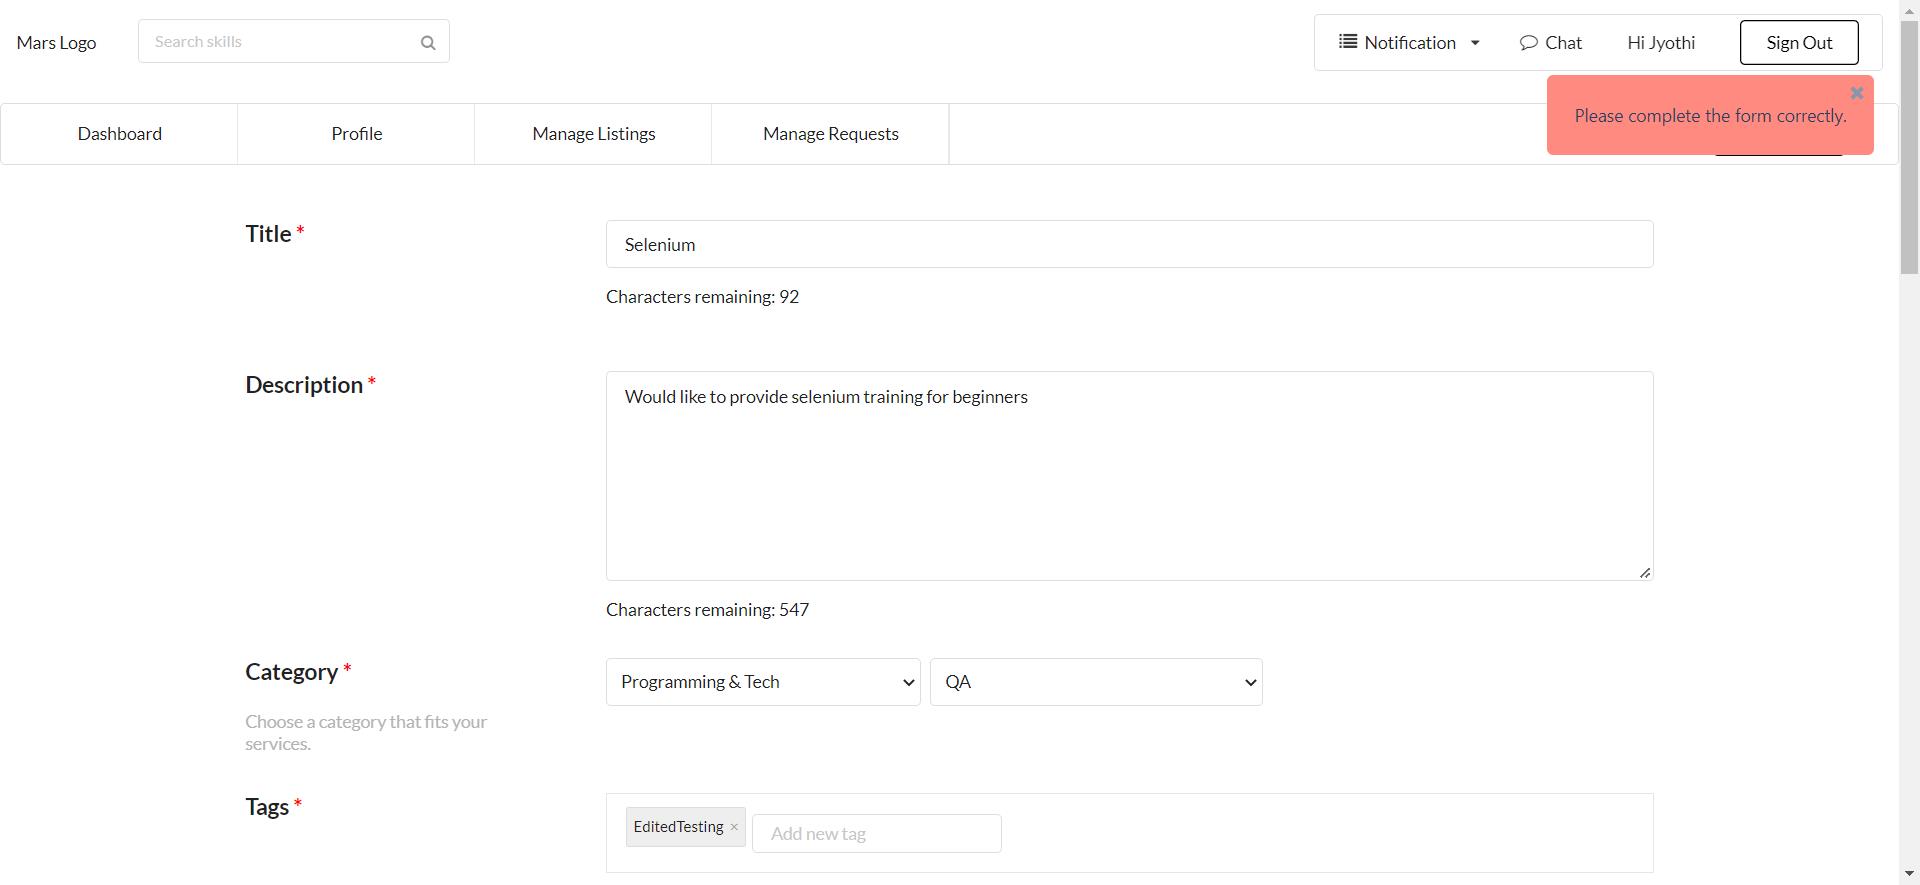 Mars Logo
Search skills
Notification
Chat
Hi Jyothi
Sign Out
Please complete the form correctly.
Dashboard
Profile
Manage Listings
Manage Requests
Title *
Selenium
Characters remaining: 92
Description *
Would like to provide selenium training for beginners
Characters remaining: 547
Category *
Programming & Tech
QA
Choose a category that fits your
services.
Tags *
EditedTesting ×
Add new tag